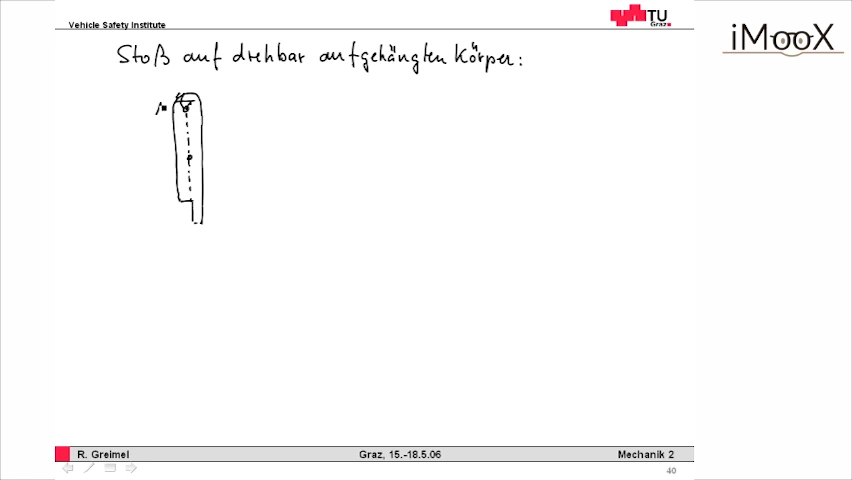 Vehicle Safety Institute
TU
Graz
iMooX
Stoß auf drehbar aufgehängten Körper:
R. Greimel
Graz, 15.-18.5.06
Mechanik 2
40